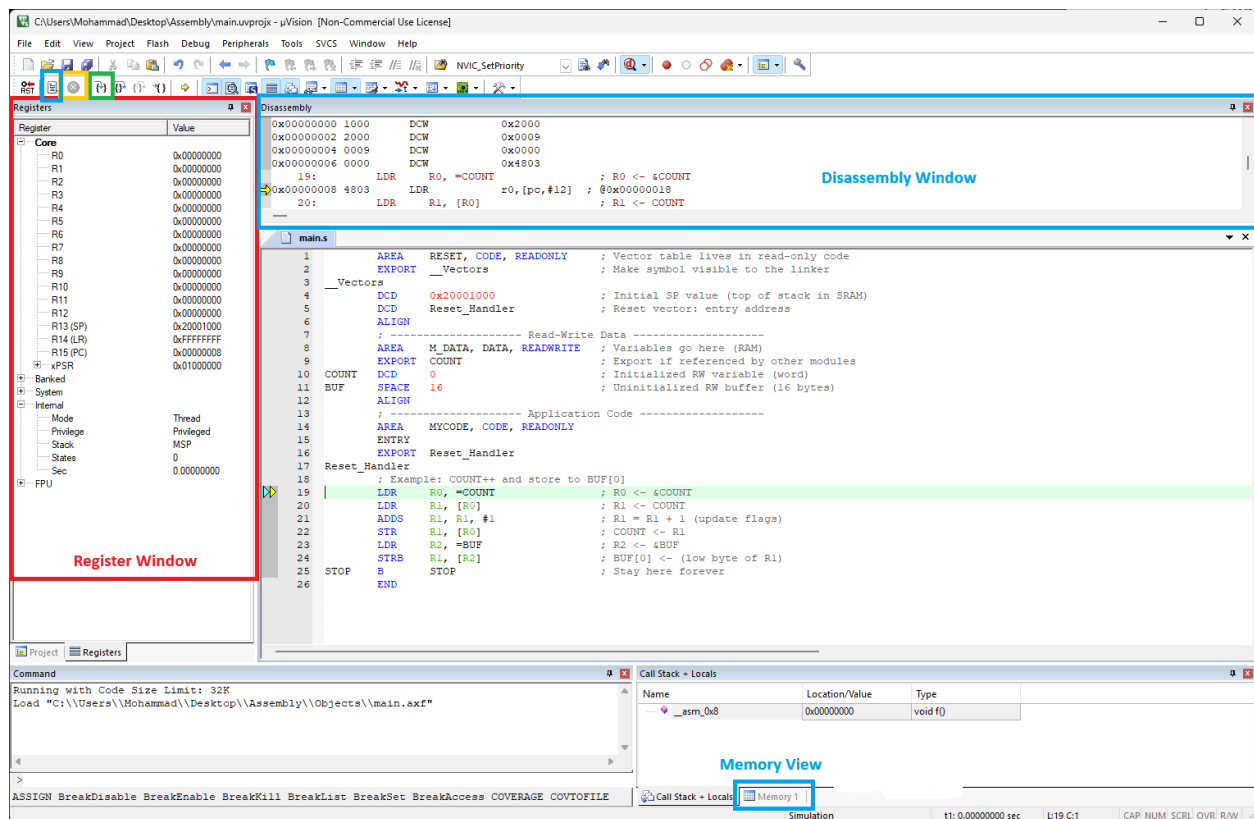 C:\Users\Mohammad\Desktop\Assembly\main.uvprojx - µVision [Non-Commercial Use License]
File Edit View Project Flash Debug Peripherals Tools SVCS Window Help
NVIC_SetPriority
RST
Registers
Register Value
Core
R0 0x00000000
R1 0x00000000
R2 0x00000000
R3 0x00000000
R4 0x00000000
R5 0x00000000
R6 0x00000000
R7 0x00000000
R8 0x00000000
R9 0x00000000
R10 0x00000000
R11 0x00000000
R12 0x00000000
R13 (SP) 0x20001000
R14 (LR) 0xFFFFFFFF
R15 (PC) 0x00000008
xPSR 0x01000000
Banked
System
Internal
Mode Thread
Privilege Privileged
Stack MSP
States 0
Sec 0.00000000
FPU
Register Window
Project Registers
Disassembly
0x00000000 1000 DCW 0x2000
0x00000002 2000 DCW 0x0009
0x00000004 0009 DCW 0x0000
0x00000006 0000 DCW 0x4803
19: LDR R0, =COUNT ; R0 <- &COUNT
0x00000008 4803 LDR r0,[pc,#12] ; @0x00000018
20: LDR R1, [R0] ; R1 <- COUNT
Disassembly Window
main.s
1 AREA RESET, CODE, READONLY ; Vector table lives in read-only code
2 EXPORT __Vectors ; Make symbol visible to the linker
3 __Vectors
4 DCD 0x20001000 ; Initial SP value (top of stack in SRAM)
5 DCD Reset_Handler ; Reset vector: entry address
6 ALIGN
7 ; -------------------- Read-Write Data --------------------
8 AREA M_DATA, DATA, READWRITE ; Variables go here (RAM)
9 EXPORT COUNT ; Export if referenced by other modules
10 COUNT DCD 0 ; Initialized RW variable (word)
11 BUF SPACE 16 ; Uninitialized RW buffer (16 bytes)
12 ALIGN
13 ; -------------------- Application Code -------------------
14 AREA MYCODE, CODE, READONLY
15 ENTRY
16 EXPORT Reset_Handler
17 Reset_Handler
18 ; Example: COUNT++ and store to BUF[0]
19 LDR R0, =COUNT ; R0 <- &COUNT
20 LDR R1, [R0] ; R1 <- COUNT
21 ADDS R1, R1, #1 ; R1 = R1 + 1 (update flags)
22 STR R1, [R0] ; COUNT <- R1
23 LDR R2, =BUF ; R2 <- &BUF
24 STRB R1, [R2] ; BUF[0] <- (low byte of R1)
25 STOP B STOP ; Stay here forever
26 END
Command
Running with Code Size Limit: 32K
Load "C:\\Users\\Mohammad\\Desktop\\Assembly\\Objects\\main.axf"
>
ASSIGN BreakDisable BreakEnable BreakKill BreakList BreakSet BreakAccess COVERAGE COVTOFILE
Call Stack + Locals
Name Location/Value Type
__asm_0x8 0x00000000 void f()
Memory View
Call Stack + Locals Memory 1
Simulation t1: 0.00000000 sec L:19 C:1 CAP NUM SCRL OVR R/W